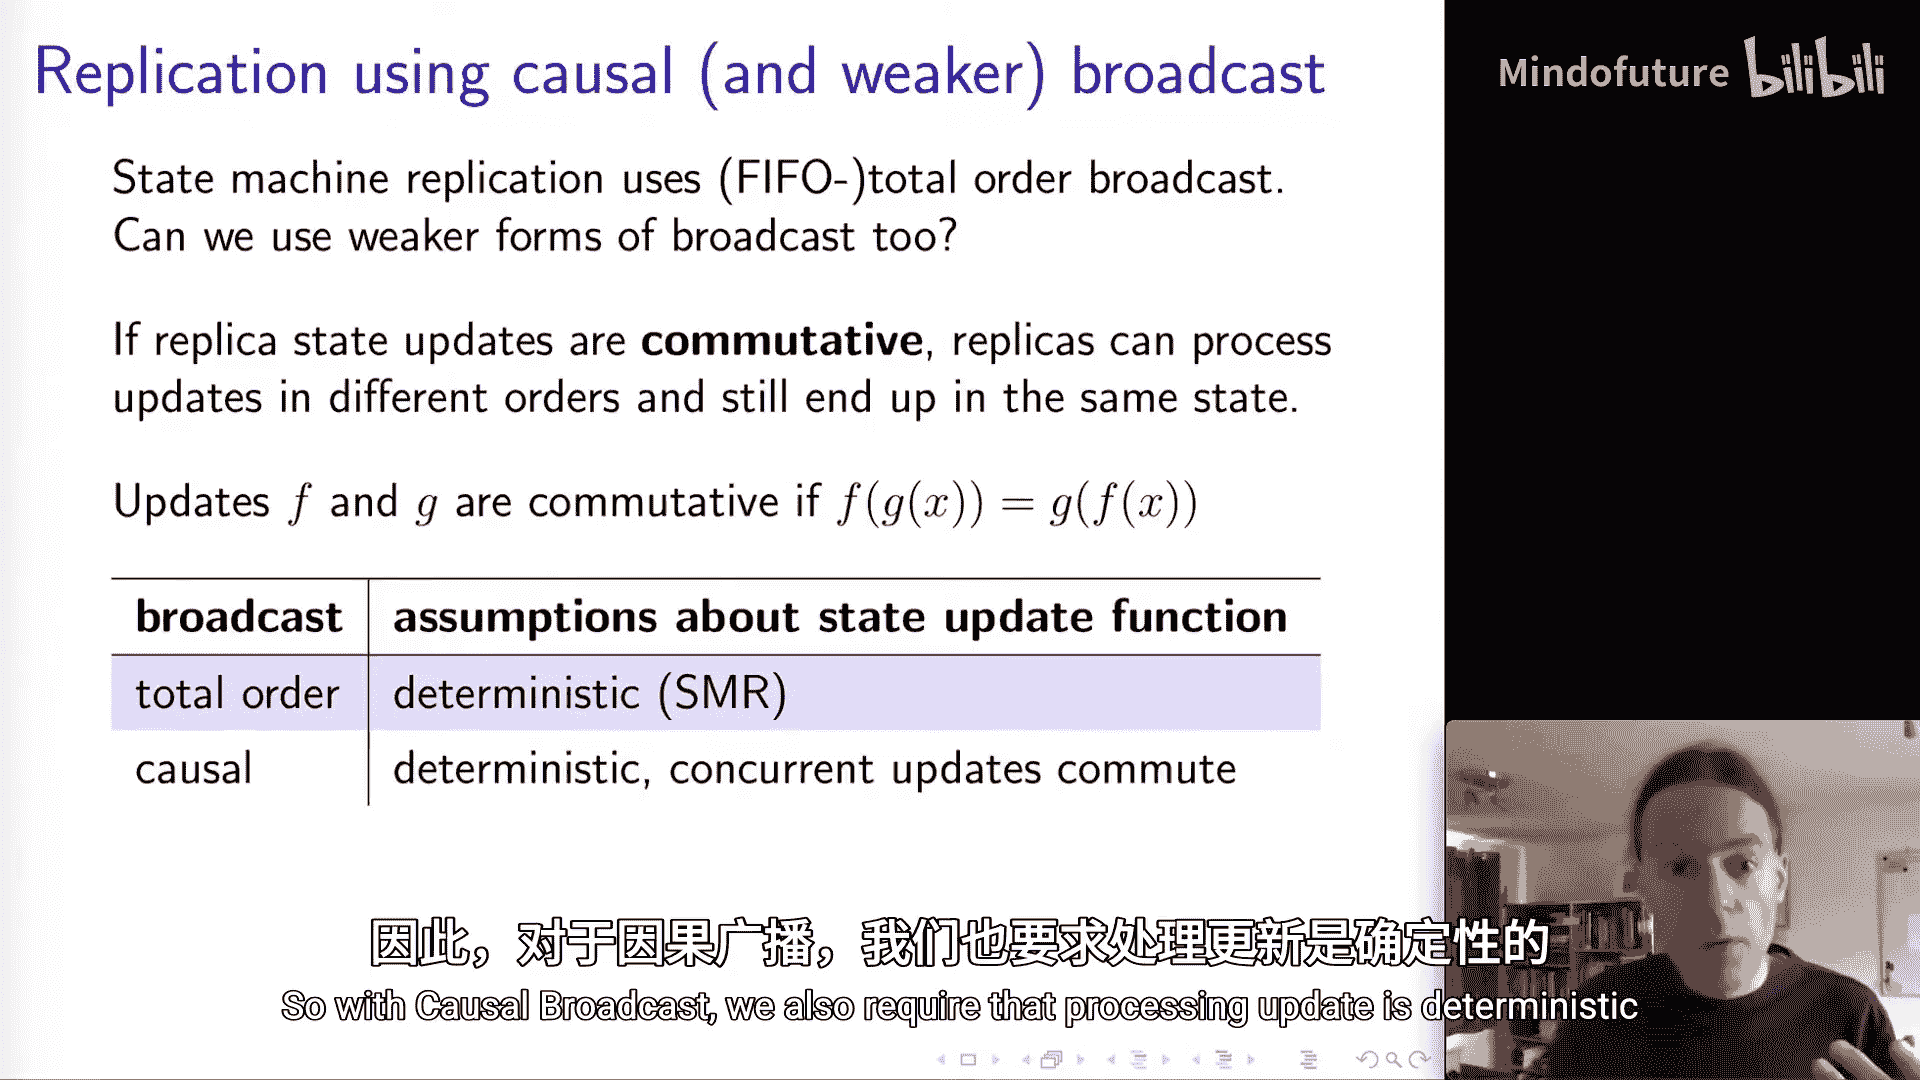 Replication using causal (and weaker) broadcast
Mindofuture bilibili
State machine replication uses (FIFO-)total order broadcast.
Can we use weaker forms of broadcast too?
If replica state updates are commutative, replicas can process
updates in different orders and still end up in the same state.
Updates f and g are commutative if f(g(x)) = g(f(x))
broadcast assumptions about state update function
total order deterministic (SMR)
causal deterministic, concurrent updates commute
因此，对于因果广播，我们也要求处理更新是确定性的
So with Causal Broadcast, we also require that processing update is deterministic